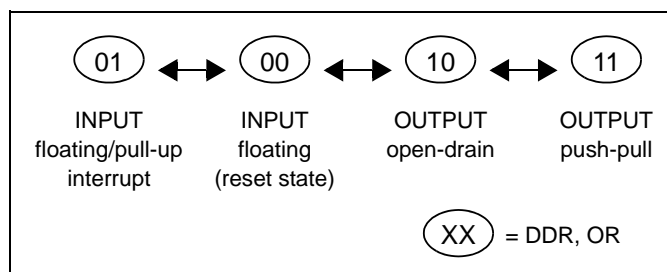 01 00 10 11
INPUT INPUT OUTPUT OUTPUT
floating/pull-up floating open-drain push-pull
interrupt (reset state)
XX = DDR, OR